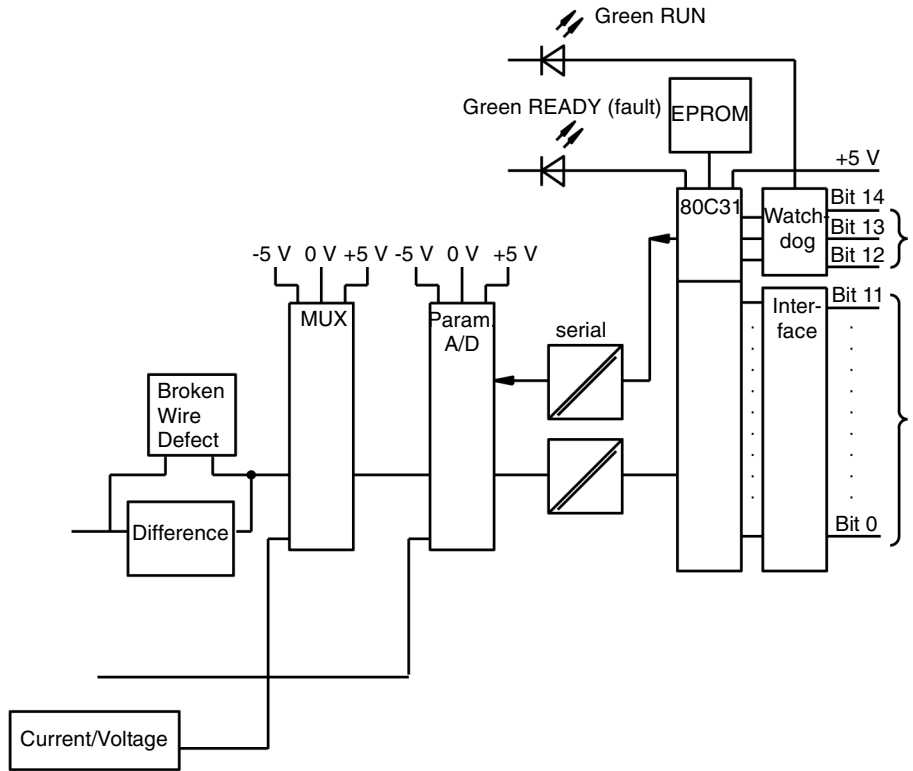 Green RUN
Green READY (fault)
EPROM
+5 V
80C31
Watch-
dog
Bit 14
Bit 13
Bit 12
-5 V 0 V +5 V
-5 V 0 V +5 V
MUX
Param.
A/D
serial
Inter-
face
Bit 11
Broken
Wire
Defect
Difference
Bit 0
Current/Voltage